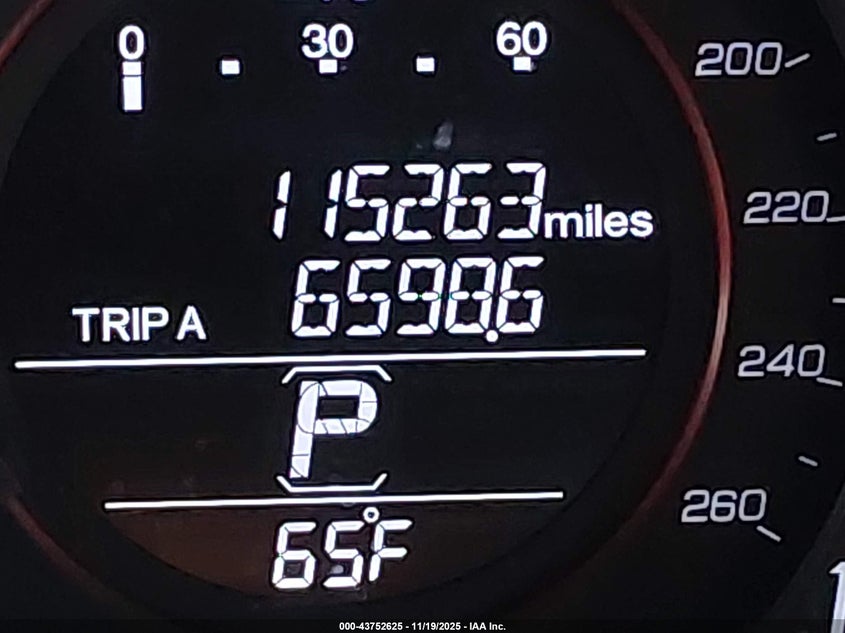 0 30 60
200
115263 miles
220
TRIP A 6598.6
240
P
260
65°F
000-43752625 - 11/19/2025 - IAA Inc.